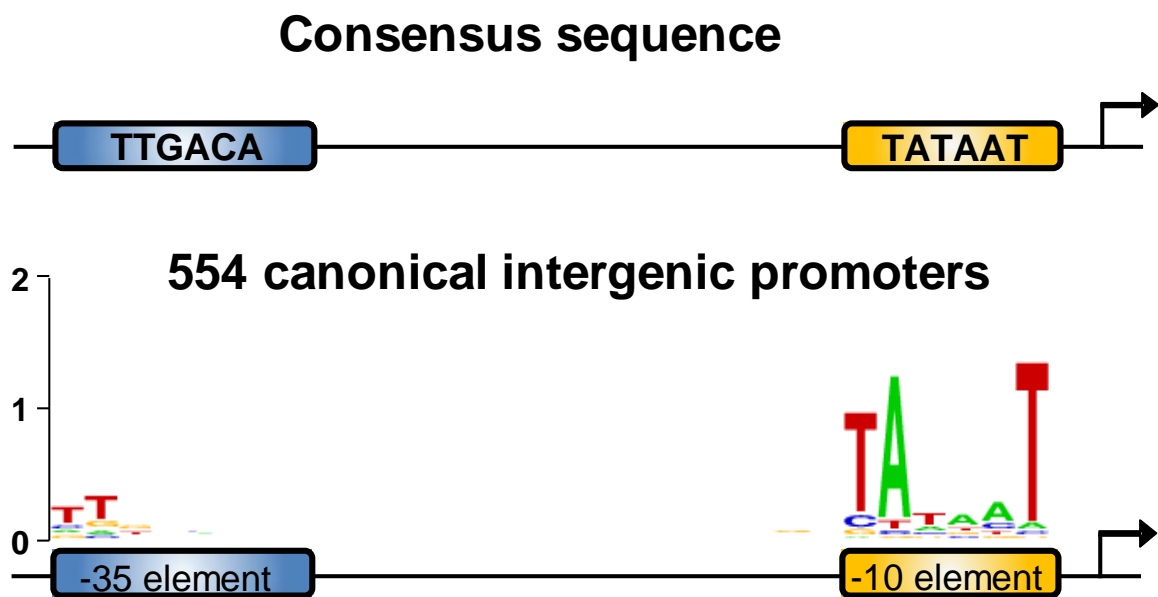 Consensus sequence
TTGACA TATAAT
554 canonical intergenic promoters
2
1
0
T T T A T A A T
-35 element -10 element